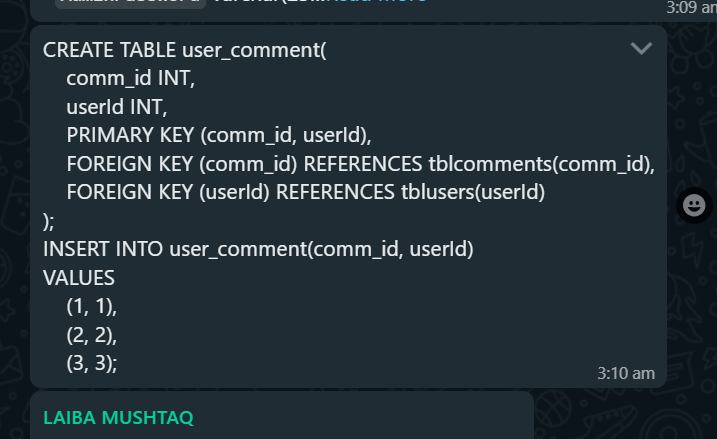 Read more
3:09 am
CREATE TABLE user_comment(
comm_id INT,
userId INT,
PRIMARY KEY (comm_id, userId),
FOREIGN KEY (comm_id) REFERENCES tblcomments(comm_id),
FOREIGN KEY (userId) REFERENCES tblusers(userId)
);
INSERT INTO user_comment(comm_id, userId)
VALUES
(1, 1),
(2, 2),
(3, 3);
3:10 am
LAIBA MUSHTAQ